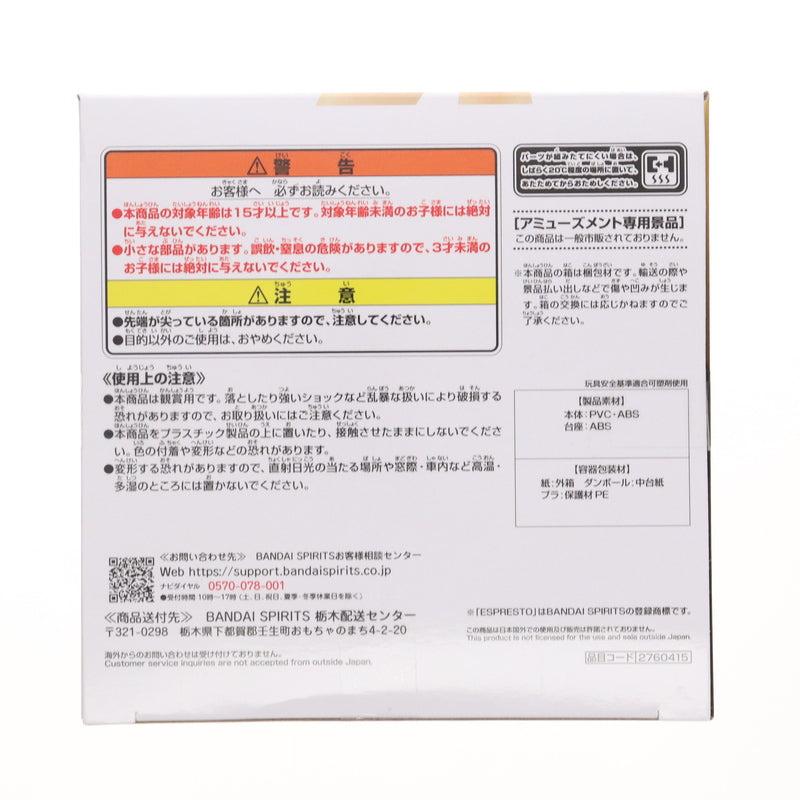 ⚠警告
お客様へ 必ずお読みください。
●本商品の対象年齢は15才以上です。対象年齢未満のお子様には絶対
に与えないでください。
●小さな部品があります。誤飲・窒息の危険がありますので、3才未満の
お子様には絶対に与えないでください。
⚠注意
●先端が尖っている箇所がありますので、注意してください。
●目的以外のご使用は、おやめください。
《使用上の注意》
●本商品は観賞用です。落としたり強いショックなど乱暴な扱いにより破損する
恐れがありますので、お取り扱いにはご注意ください。
●本商品をプラスチック製品の上に置いたり、接触させたままにしないでくださ
い。色の付着や変形などの恐れがあります。
●変形する恐れがありますので、直射日光の当たる場所や窓際・車内など高温・
多湿のところには置かないでください。
パーツが組みたてにくい場合は、
しばらく20℃程度の場所に置いて、
あたためてからおためしください。
[アミューズメント専用景品]
この商品は一般市販されておりません。
※本商品の箱は梱包材です。輸送の際や
景品払い出しなどで傷や凹みが生じま
す。箱の交換には応じかねますのでご
了承ください。
玩具安全基準適合可塑剤使用
【製品素材】
本体：PVC・ABS
台座：ABS
【容器包装材】
紙：外箱 ダンボール：中台紙
プラ：保護材PE
≪お問い合わせ先≫ BANDAI SPIRITSお客様相談センター
Web https://support.bandaispirits.co.jp
ナビダイヤル 0570-078-001
受付時間 10時〜17時（土、日、祝日、夏季・冬季休業日を除く）
≪商品送付先≫ BANDAI SPIRITS 栃木配送センター
〒321-0298 栃木県下都賀郡壬生町おもちゃのまち4-2-20
海外からのお問い合わせは受け付けておりません。
Customer service inquiries are not accepted from outside Japan.
※「ESPRESTO」はBANDAI SPIRITSの登録商標です。
この商品は日本国外での使用及び販売は許諾されておりません。
This product is not licensed for the use and sale outside Japan.
品目コード 2760415